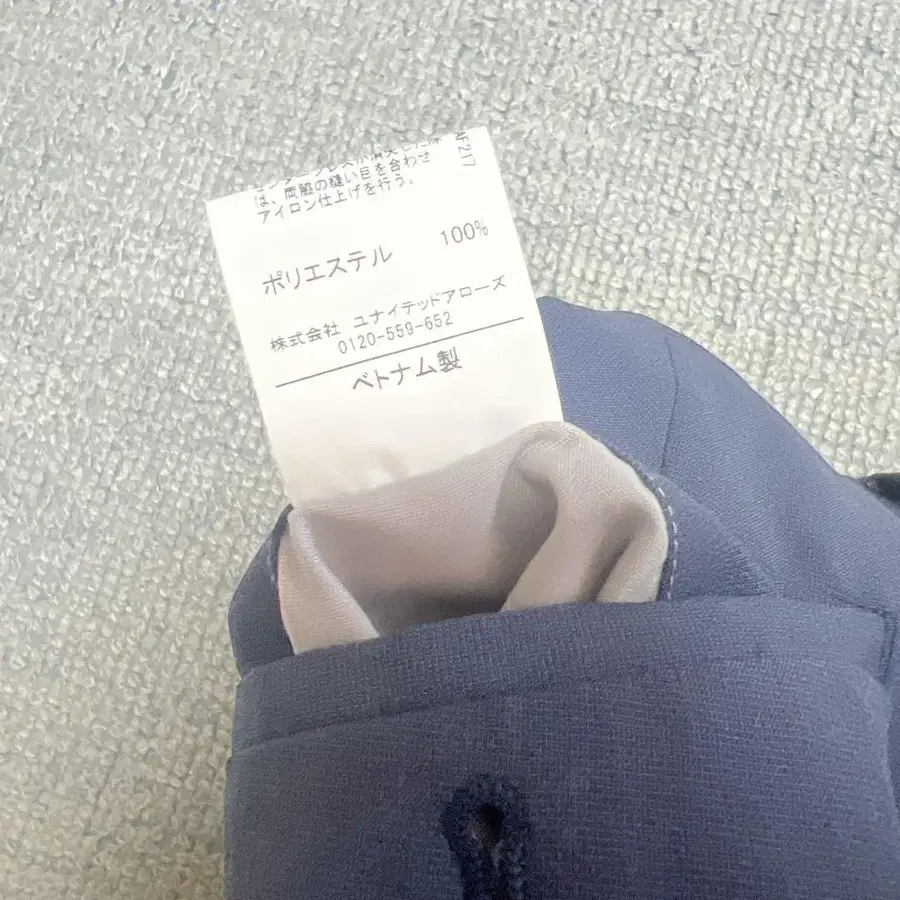 は、両脇の縫い目を合わせ
アイロン仕上げを行う。
ポリエステル 100%
株式会社 ユナイテッドアローズ
0120-559-652
ベトナム製
AF217